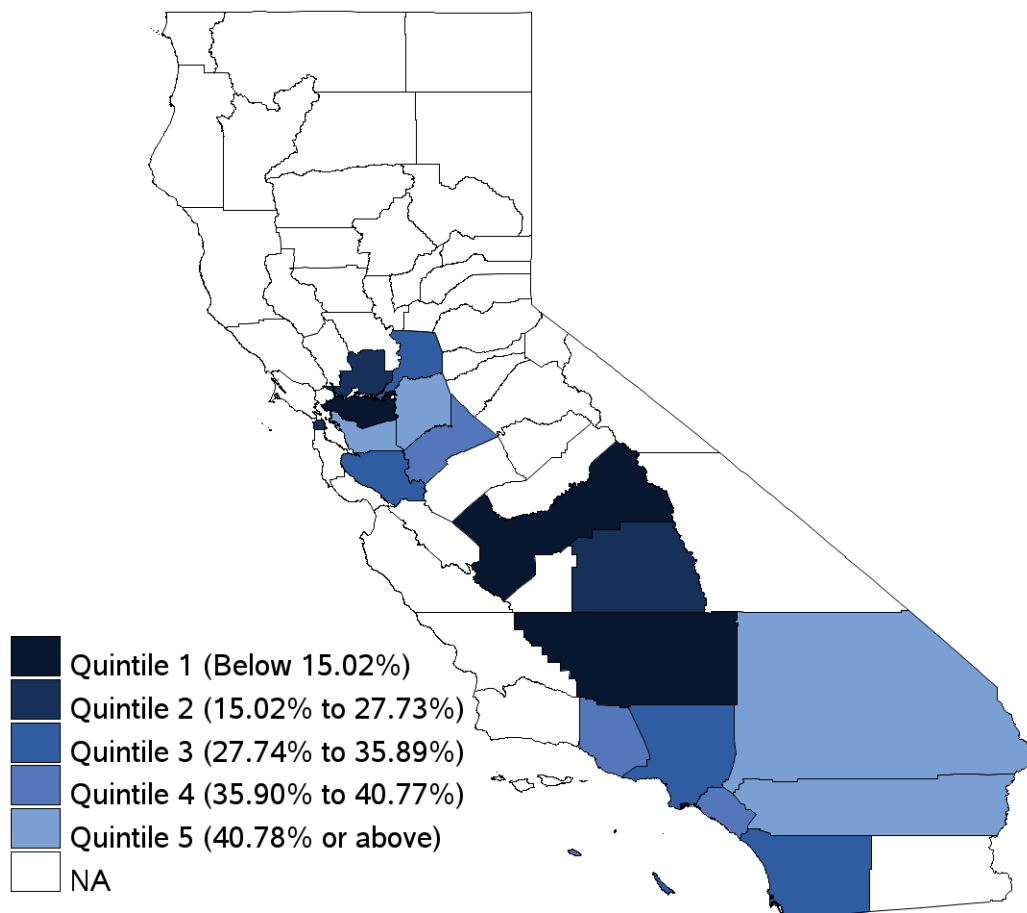 Quintile 1 (Below 15.02%)
Quintile 2 (15.02% to 27.73%)
Quintile 3 (27.74% to 35.89%)
Quintile 4 (35.90% to 40.77%)
Quintile 5 (40.78% or above)
NA